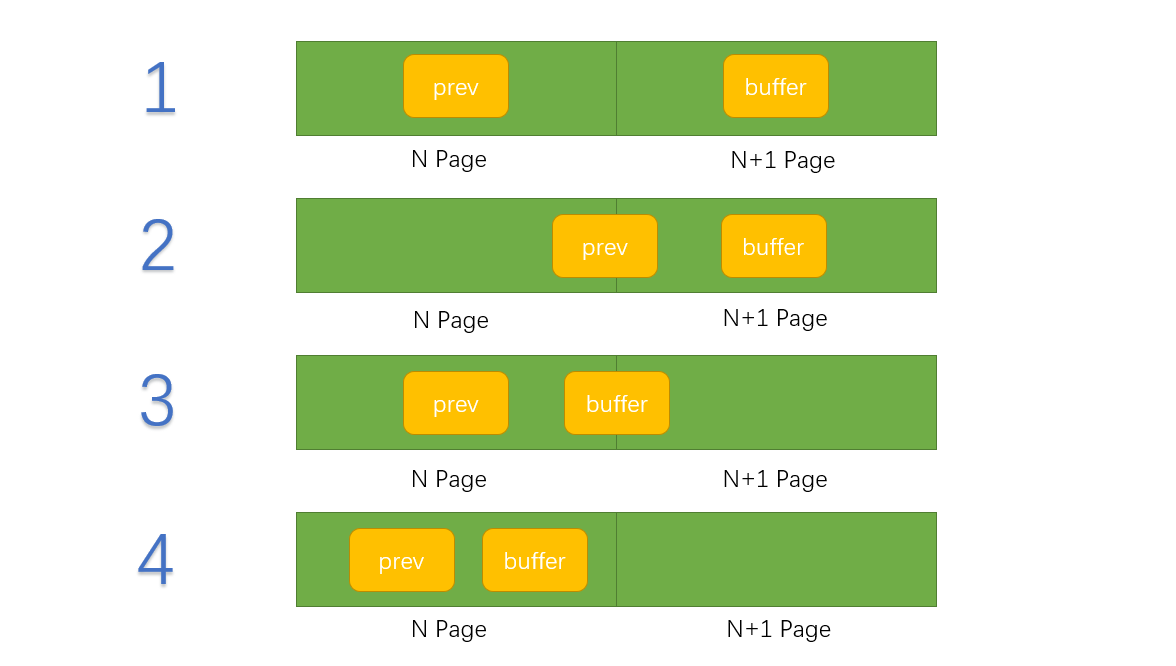 1
prev
buffer
N Page
N+1 Page
2
prev
buffer
N Page
N+1 Page
3
prev
buffer
N Page
N+1 Page
4
prev
buffer
N Page
N+1 Page